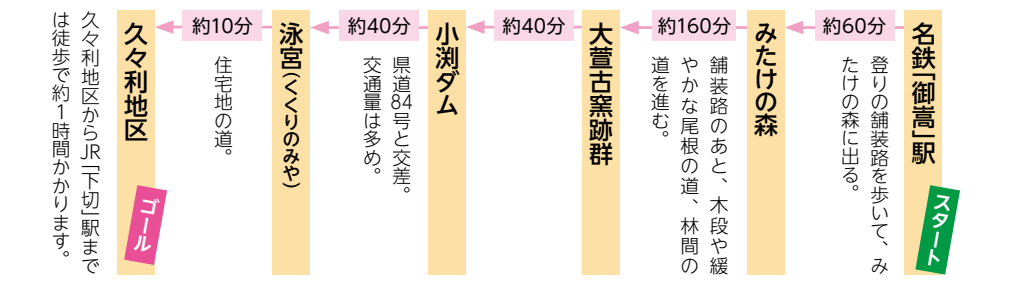 名鉄「御嵩」駅
スタート
約60分
登りの舗装路を歩いて、み
たけの森に出る。
みたけの森
約160分
舗装路のあと、木段や緩
やかな尾根の道、林間の
道を進む。
大萱古窯跡群
約40分
小渕ダム
約40分
県道84号と交差。
交通量は多め。
泳宮（くくりのみや）
約10分
住宅地の道。
久々利地区
ゴール
久々利地区からJR「下切」駅まで
は徒歩で約1時間かかります。